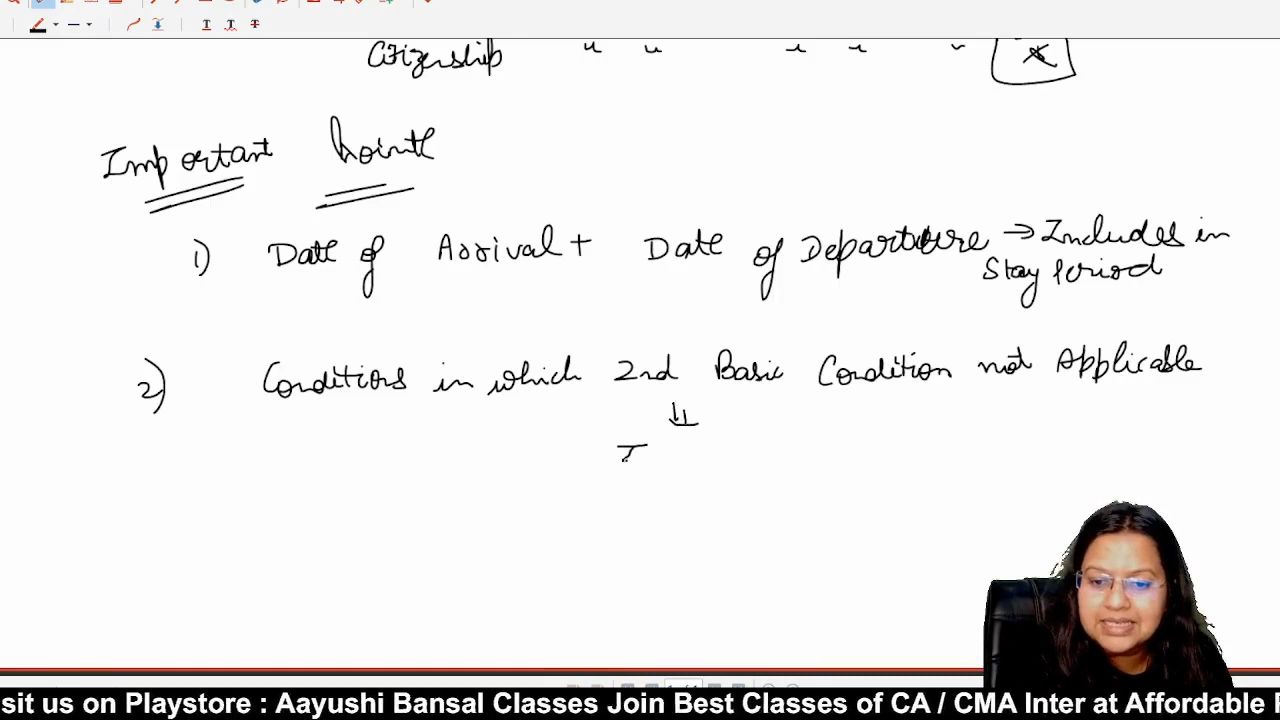 Citizenship " " " " "
Important Points
1) Date of Arrival + Date of Departure → Includes in
Stay Period
2) Conditions in which 2nd Basic Condition not Applicable
sit us on Playstore : Aayushi Bansal Classes Join Best Classes of CA / CMA Inter at Affordable